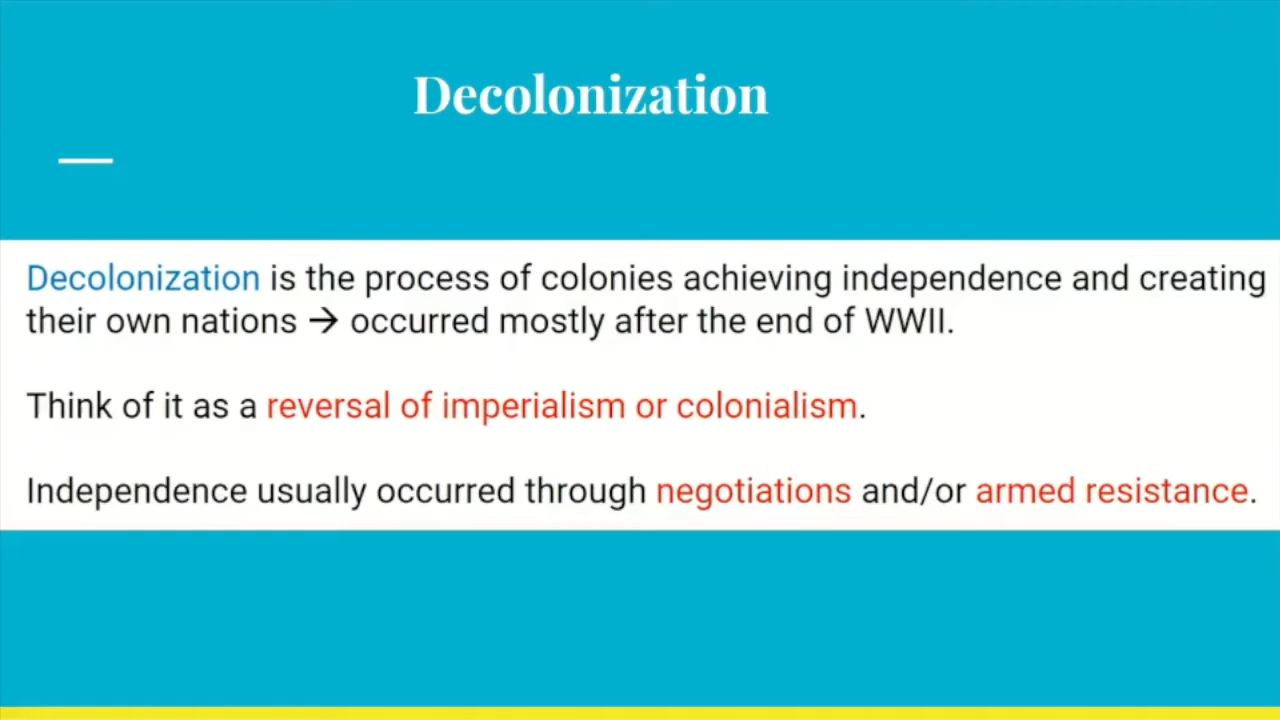 Decolonization
Decolonization is the process of colonies achieving independence and creating
their own nations → occurred mostly after the end of WWII.
Think of it as a reversal of imperialism or colonialism.
Independence usually occurred through negotiations and/or armed resistance.